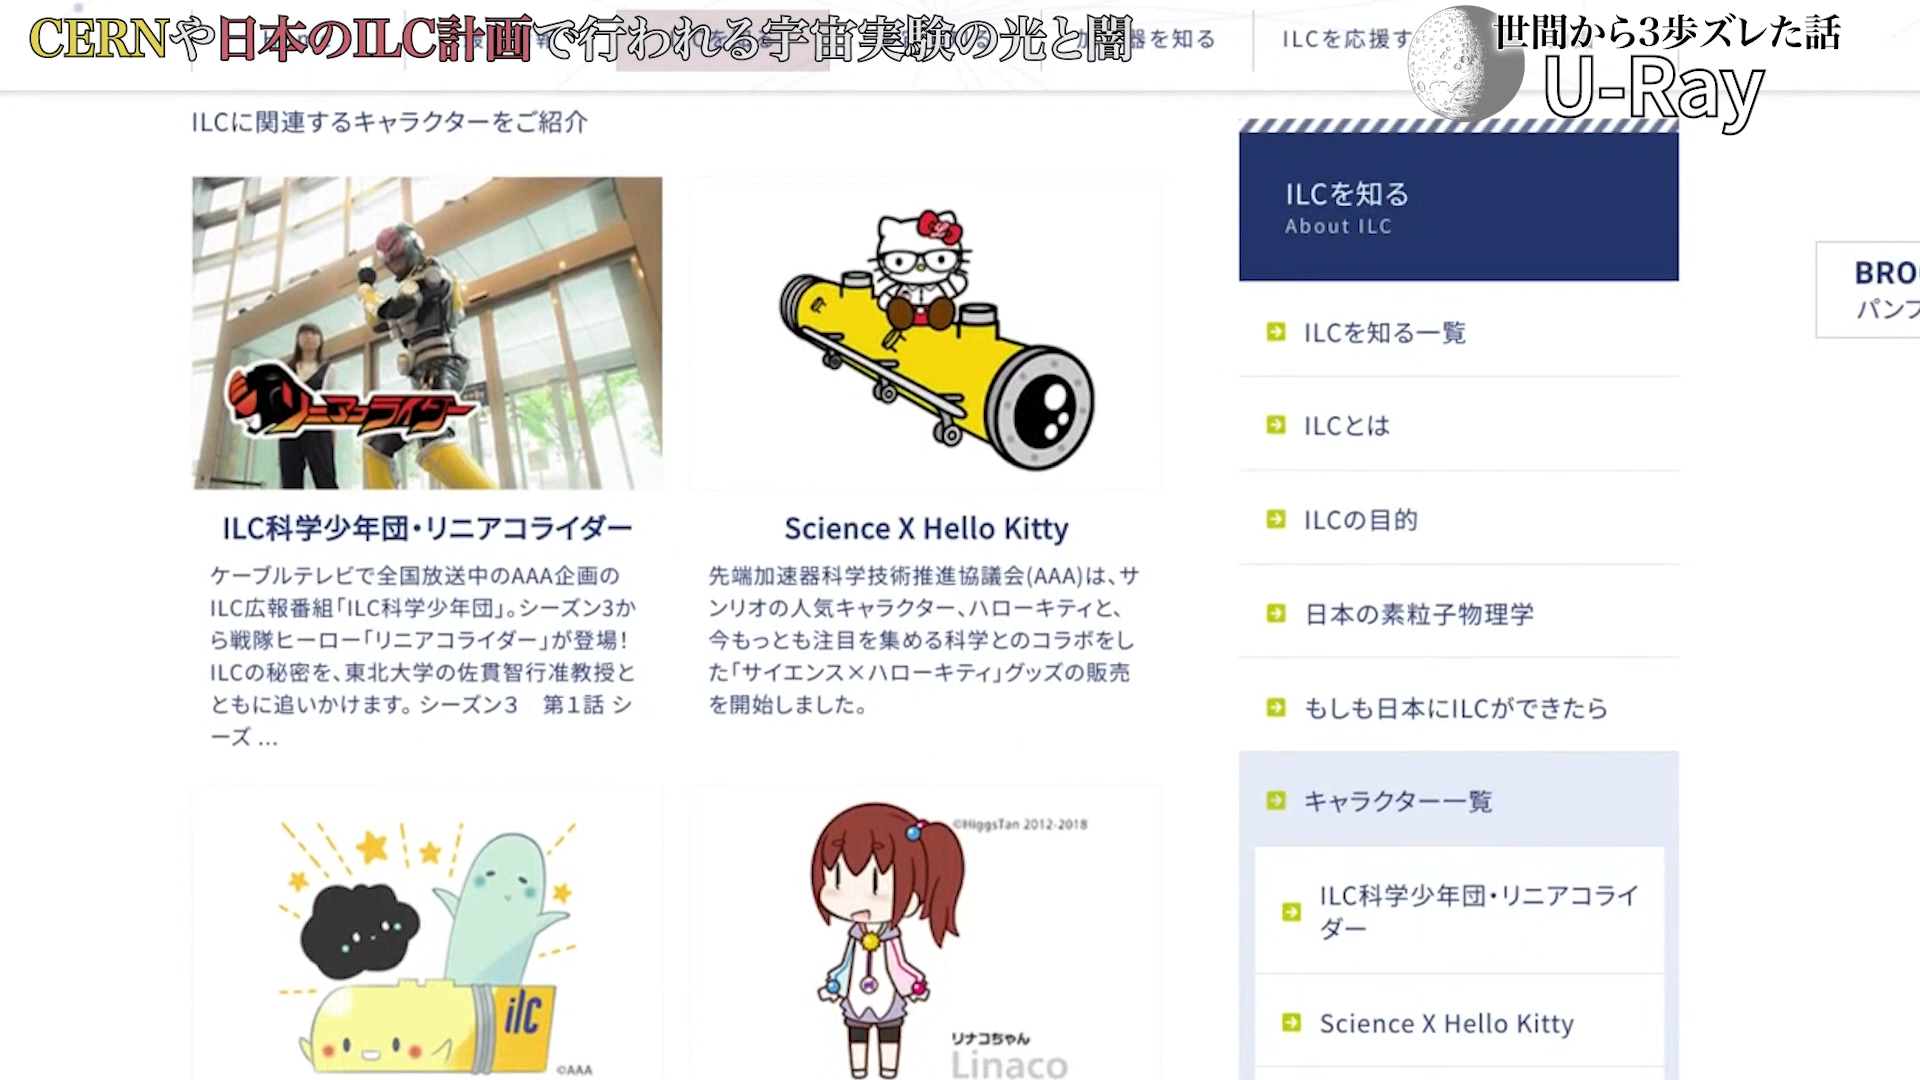 CERNや日本のILC計画で行われる宇宙実験の光と闇
器を知る
ILCを応援す
世間から3歩ズレた話
U-Ray
ILCに関連するキャラクターをご紹介
リニアコライダー
ILC科学少年団・リニアコライダー
ケーブルテレビで全国放送中のAAA企画の
ILC広報番組「ILC科学少年団」。シーズン3か
ら戦隊ヒーロー「リニアコライダー」が登場！
ILCの秘密を、東北大学の佐貫智行准教授と
ともに追いかけます。 シーズン3　第1話 シ
ーズ …
Science X Hello Kitty
先端加速器科学技術推進協議会(AAA)は、サ
ンリオの人気キャラクター、ハローキティと、
今もっとも注目を集める科学とのコラボをし
た「サイエンス×ハローキティ」グッズの販売
を開始しました。
ilc
©AAA
©HiggsTan 2012-2018
リナコちゃん
Linaco
ILCを知る
About ILC
ILCを知る一覧
ILCとは
ILCの目的
日本の素粒子物理学
もしも日本にILCができたら
キャラクター一覧
ILC科学少年団・リニアコライ
ダー
Science X Hello Kitty
BRO
パンフ